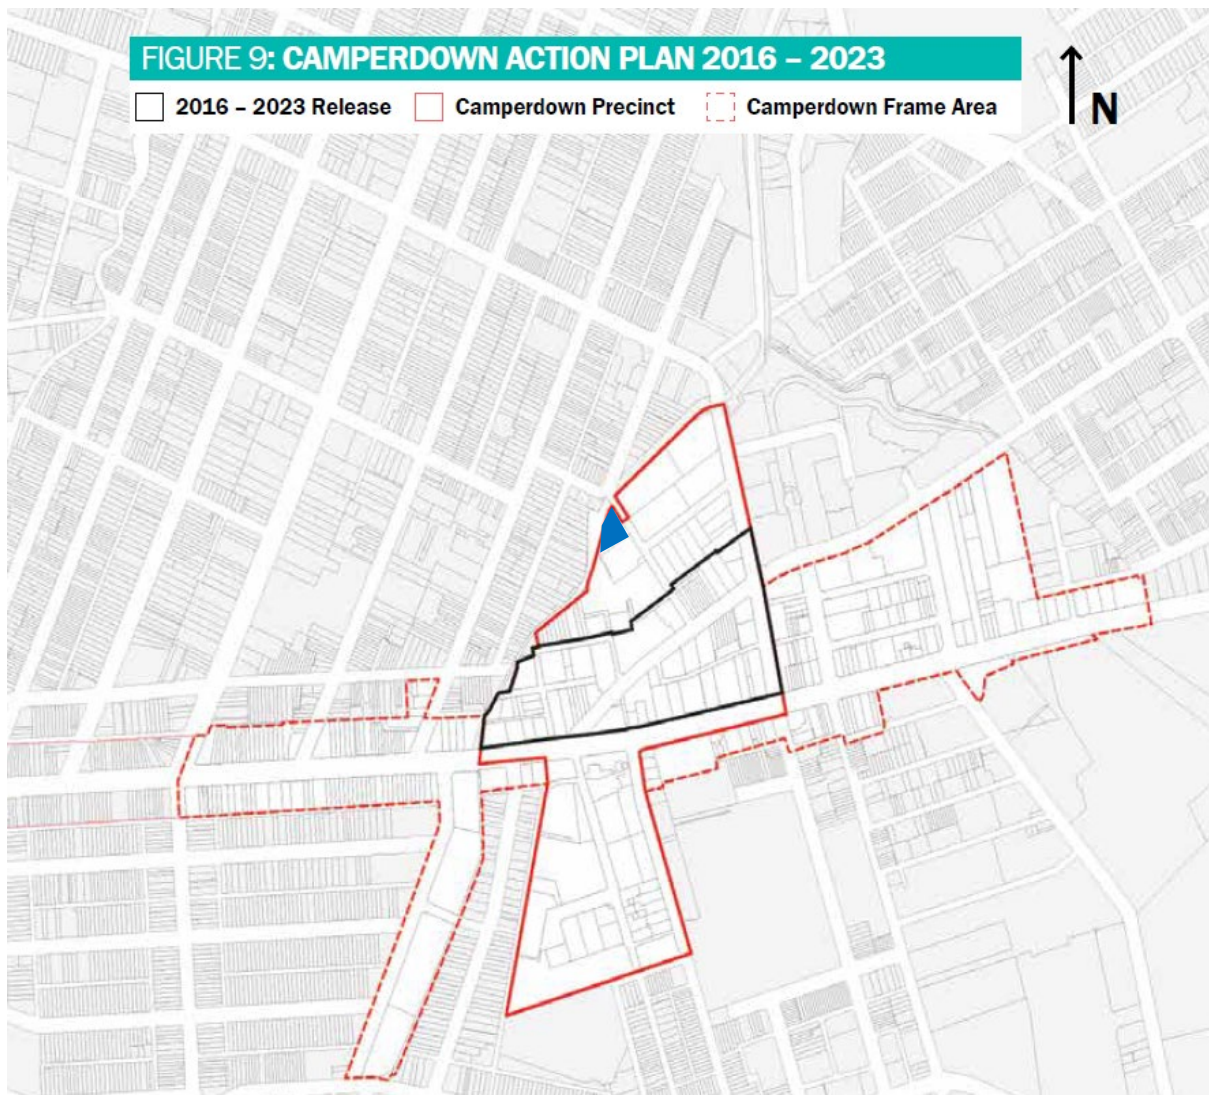 FIGURE 9: CAMPERDOWN ACTION PLAN 2016 – 2023
2016 – 2023 Release Camperdown Precinct Camperdown Frame Area
N